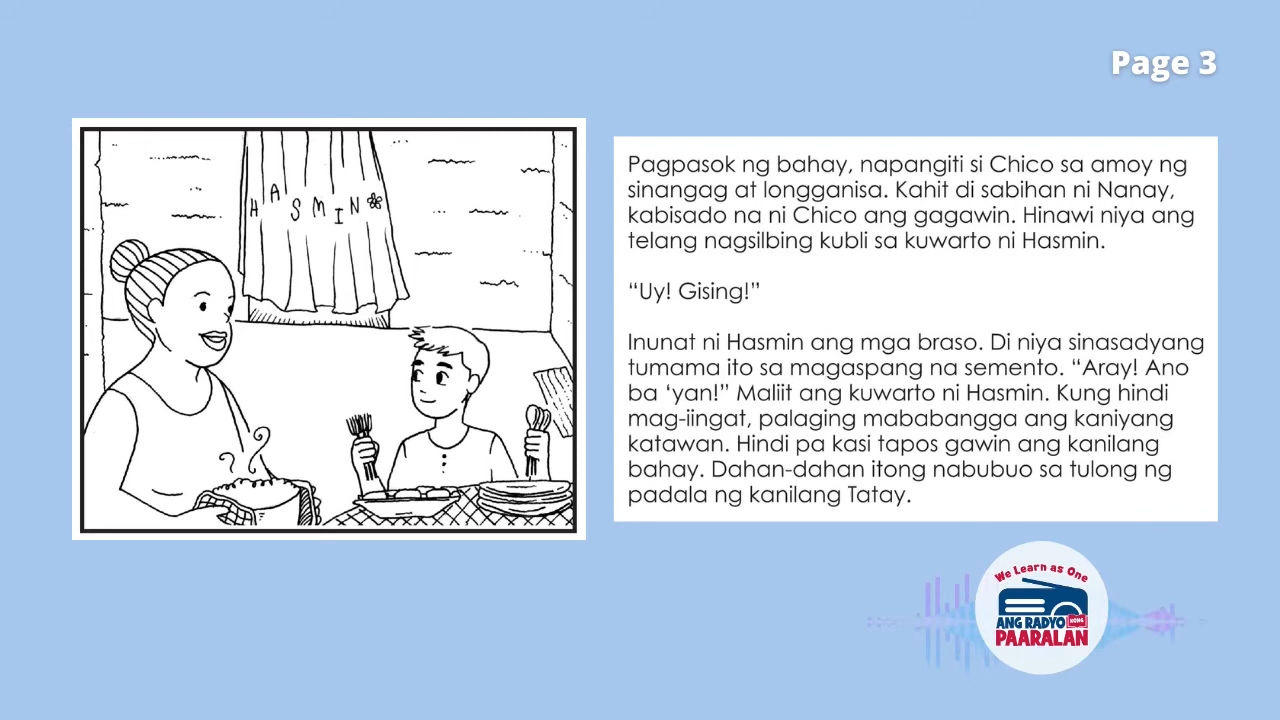 Page 3
HASMIN
Pagpasok ng bahay, napangiti si Chico sa amoy ng
sinangag at longganisa. Kahit di sabihan ni Nanay,
kabisado na ni Chico ang gagawin. Hinawi niya ang
telang nagsilbing kubli sa kuwarto ni Hasmin.
“Uy! Gising!”
Inunat ni Hasmin ang mga braso. Di niya sinasadyang
tumama ito sa magaspang na semento. “Aray! Ano
ba ‘yan!” Maliit ang kuwarto ni Hasmin. Kung hindi
mag-iingat, palaging mababangga ang kaniyang
katawan. Hindi pa kasi tapos gawin ang kanilang
bahay. Dahan-dahan itong nabubuo sa tulong ng
padala ng kanilang Tatay.
We Learn as One
ANG RADYO KONG
PAARALAN